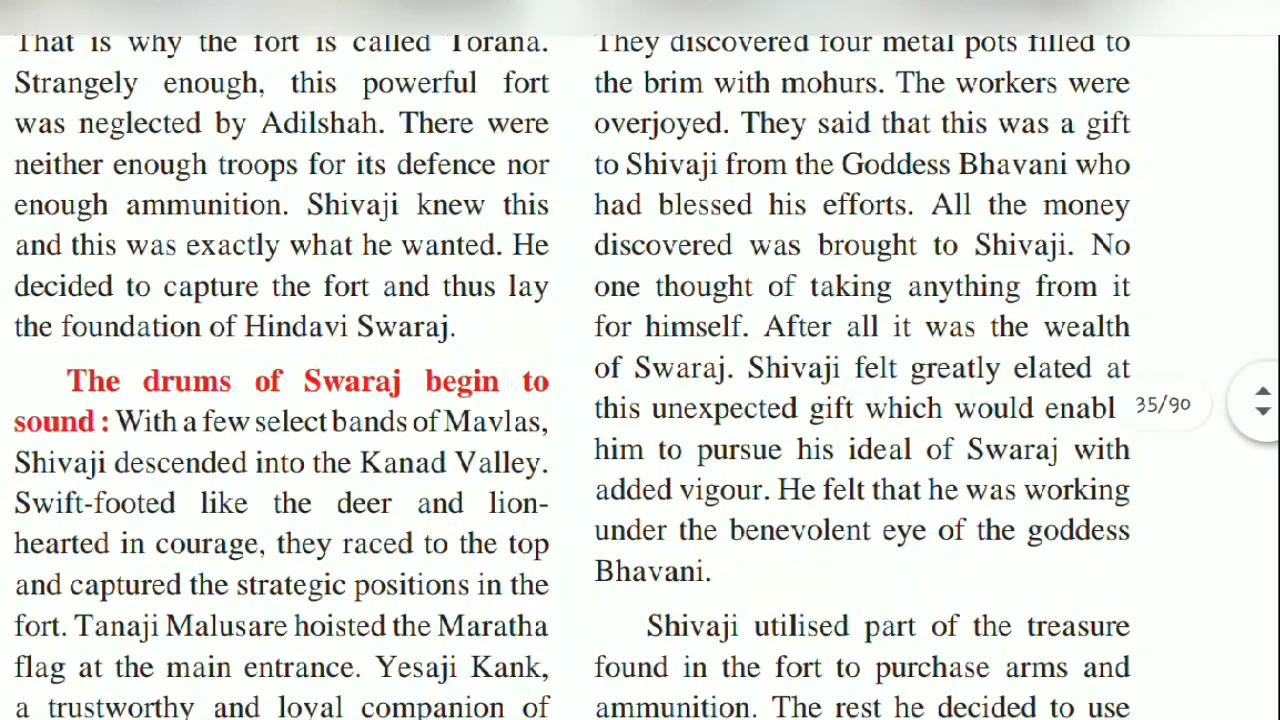 That is why the fort is called Torana.
Strangely enough, this powerful fort
was neglected by Adilshah. There were
neither enough troops for its defence nor
enough ammunition. Shivaji knew this
and this was exactly what he wanted. He
decided to capture the fort and thus lay
the foundation of Hindavi Swaraj.
The drums of Swaraj begin to
sound : With a few select bands of Mavlas,
Shivaji descended into the Kanad Valley.
Swift-footed like the deer and lion-
hearted in courage, they raced to the top
and captured the strategic positions in the
fort. Tanaji Malusare hoisted the Maratha
flag at the main entrance. Yesaji Kank,
a trustworthy and loyal companion of
They discovered four metal pots filled to
the brim with mohurs. The workers were
overjoyed. They said that this was a gift
to Shivaji from the Goddess Bhavani who
had blessed his efforts. All the money
discovered was brought to Shivaji. No
one thought of taking anything from it
for himself. After all it was the wealth
of Swaraj. Shivaji felt greatly elated at
this unexpected gift which would enabl
him to pursue his ideal of Swaraj with
added vigour. He felt that he was working
under the benevolent eye of the goddess
Bhavani.
Shivaji utilised part of the treasure
found in the fort to purchase arms and
ammunition. The rest he decided to use
35/90